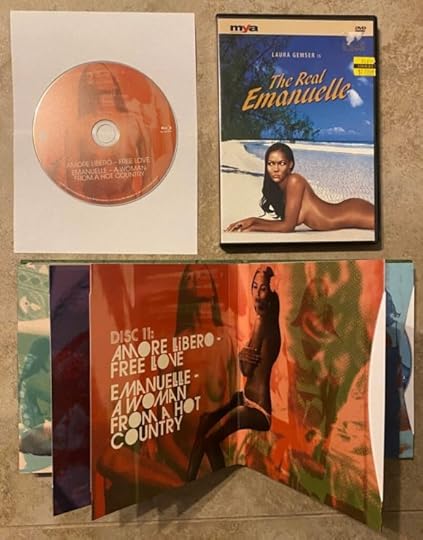 AMORE LIBERO - FREE LOVE
EMANUELLE - A WOMAN
FROM A HOT COUNTRY
mya
DVD
LAURA GEMSER IS
The Real
Emanuelle
DISC 11:
AMORE LIBERO -
FREE LOVE
EMANUELLE -
A WOMAN
FROM A HOT
COUNTRY